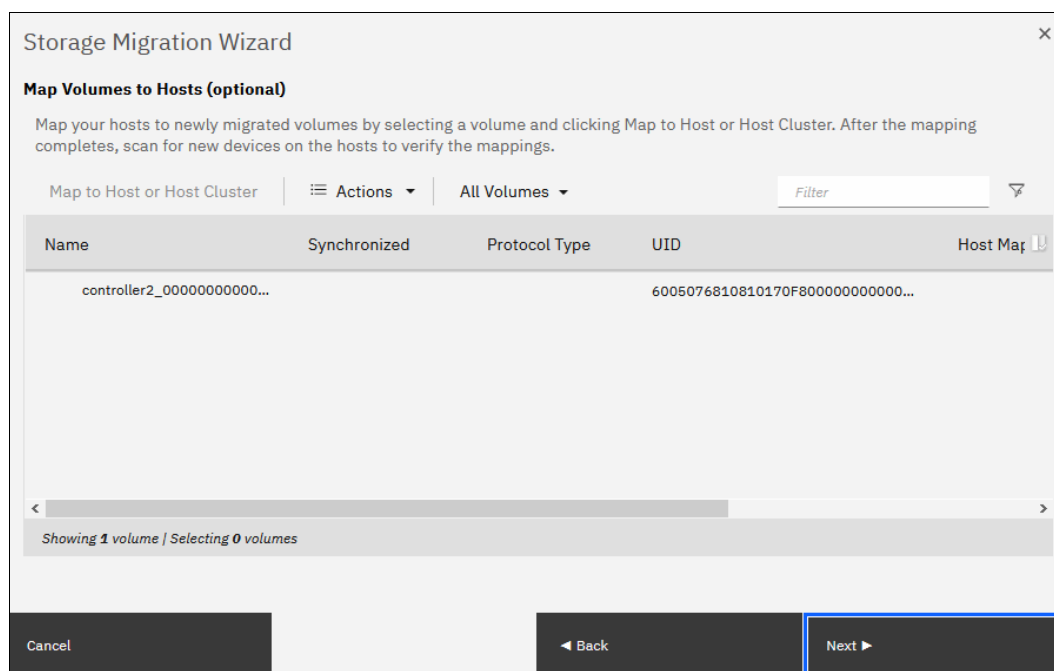 Storage Migration Wizard
Map Volumes to Hosts (optional)
Map your hosts to newly migrated volumes by selecting a volume and clicking Map to Host or Host Cluster. After the mapping
completes, scan for new devices on the hosts to verify the mappings.
Map to Host or Host Cluster Actions All Volumes Filter
Name Synchronized Protocol Type UID Host Map
controller2_00000000000... 6005076810810170F800000000000...
Showing 1 volume | Selecting 0 volumes
Cancel Back Next